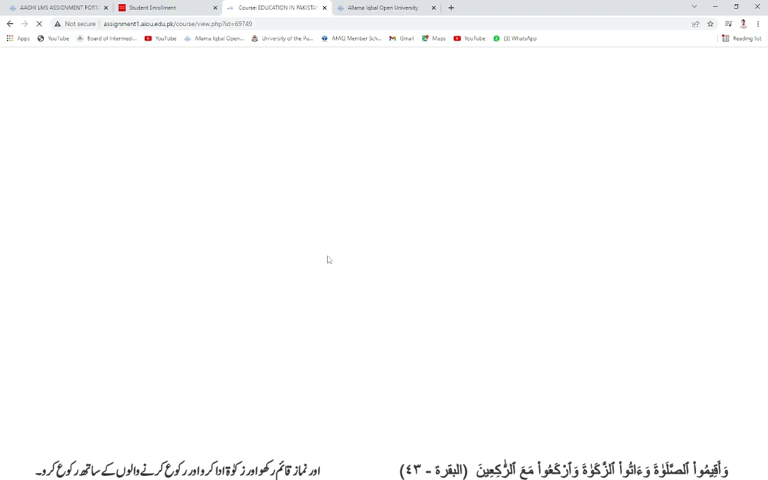 AAGHI LMS ASSIGNMENT PORT
Student Enrollment
Course: EDUCATION IN PAKISTA
Allama Iqbal Open University
Not secure
assignment1.aiou.edu.pk/course/view.php?id=69749
Apps
YouTube
Board of Intermedi...
YouTube
Allama Iqbal Open...
University of the Pu...
AFAQ Member Sch...
Gmail
Maps
YouTube
(3) WhatsApp
Reading list
وَأَقِيمُوا۟ ٱلصَّلَوٰةَ وَءَاتُوا۟ ٱلزَّكَوٰةَ وَٱرْكَعُوا۟ مَعَ ٱلرَّٰكِعِينَ (البقرة - ٤٣)
اور نماز قائم رکھو اور زکوٰۃ ادا کرو اور رکوع کرنے والوں کے ساتھ رکوع کرو۔